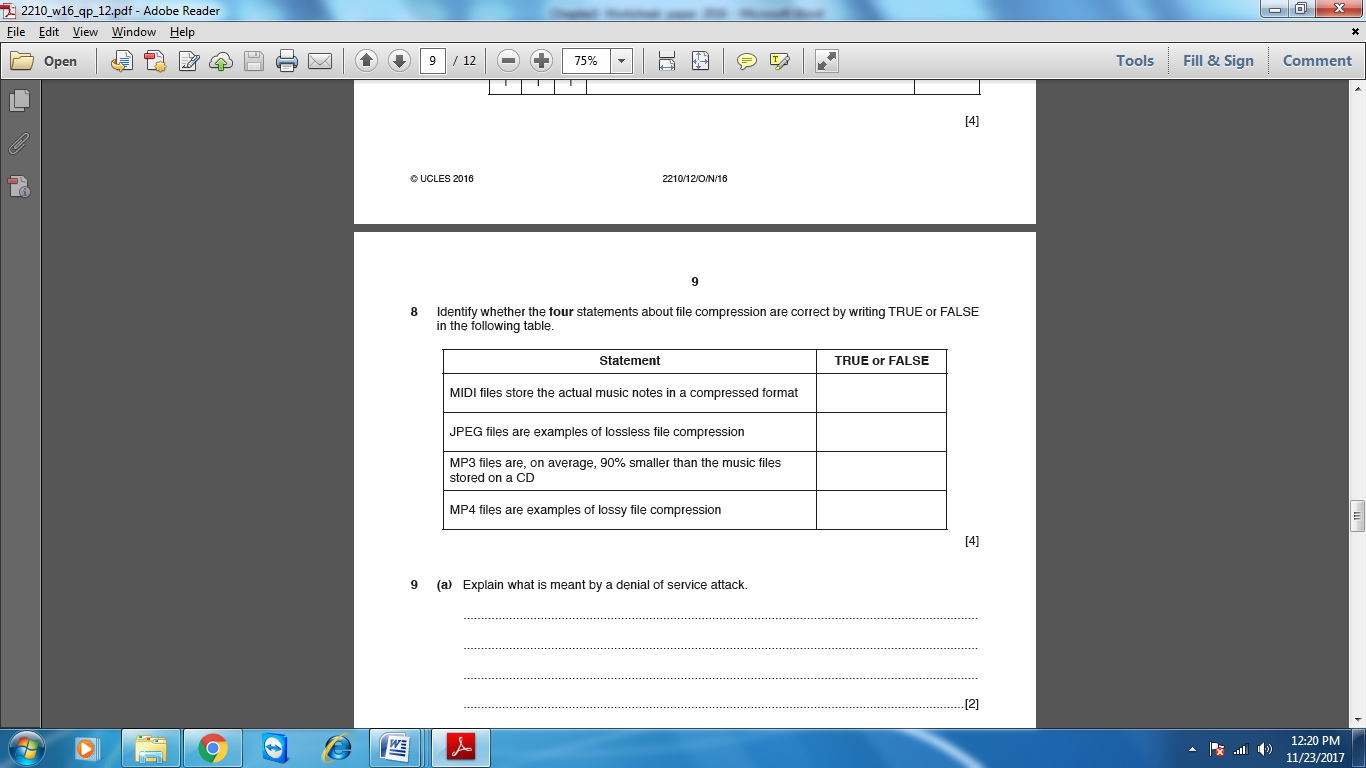 2210_w16_qp_12.pdf - Adobe Reader
File Edit View Window Help
Open 9 / 12 75% Tools Fill & Sign Comment
[4]
© UCLES 2016 2210/12/O/N/16
9
8 Identify whether the four statements about file compression are correct by writing TRUE or FALSE
in the following table.
Statement TRUE or FALSE
MIDI files store the actual music notes in a compressed format
JPEG files are examples of lossless file compression
MP3 files are, on average, 90% smaller than the music files
stored on a CD
MP4 files are examples of lossy file compression
[4]
9 (a) Explain what is meant by a denial of service attack.
[2]
12:20 PM
11/23/2017